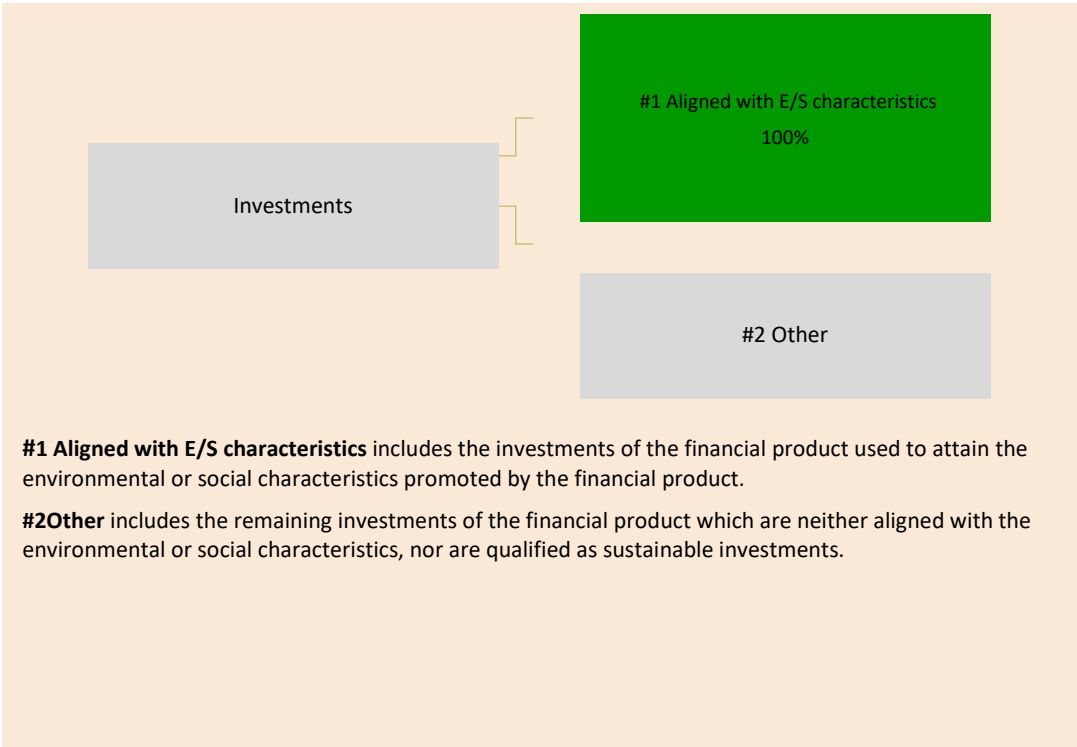 #1 Aligned with E/S characteristics
100%
Investments
#2 Other
#1 Aligned with E/S characteristics includes the investments of the financial product used to attain the
environmental or social characteristics promoted by the financial product.
#2Other includes the remaining investments of the financial product which are neither aligned with the
environmental or social characteristics, nor are qualified as sustainable investments.